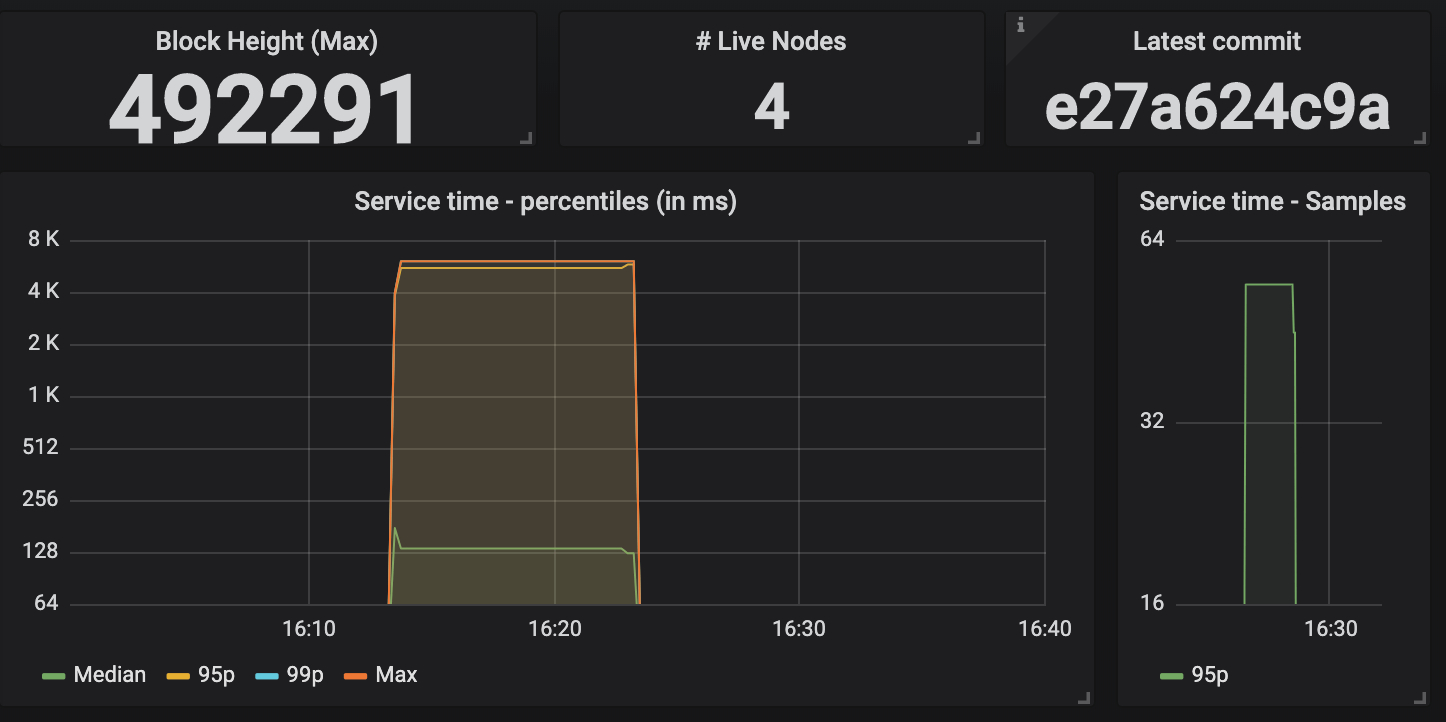 Block Height (Max)
492291
# Live Nodes
4
i
Latest commit
e27a624c9a
Service time - percentiles (in ms)
8 K
4 K
2 K
1 K
512
256
128
64
16:10 16:20 16:30 16:40
Median 95p 99p Max
Service time - Samples
64
32
16
16:30
95p